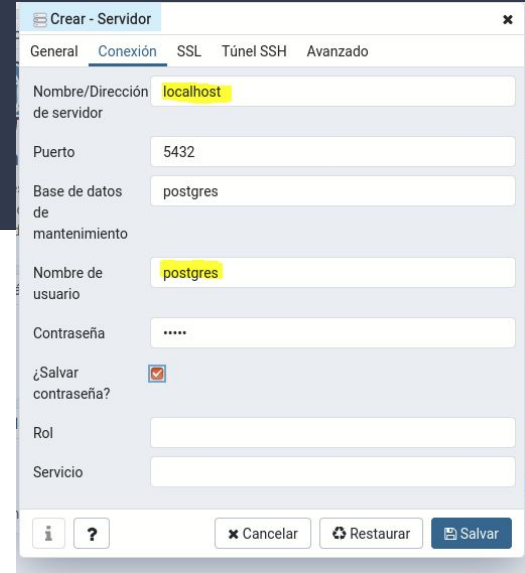 Crear - Servidor
General Conexión SSL Túnel SSH Avanzado
Nombre/Dirección de servidor localhost
Puerto 5432
Base de datos de mantenimiento postgres
Nombre de usuario postgres
Contraseña •••••
¿Salvar contraseña?
Rol
Servicio
i ? Cancelar Restaurar Salvar